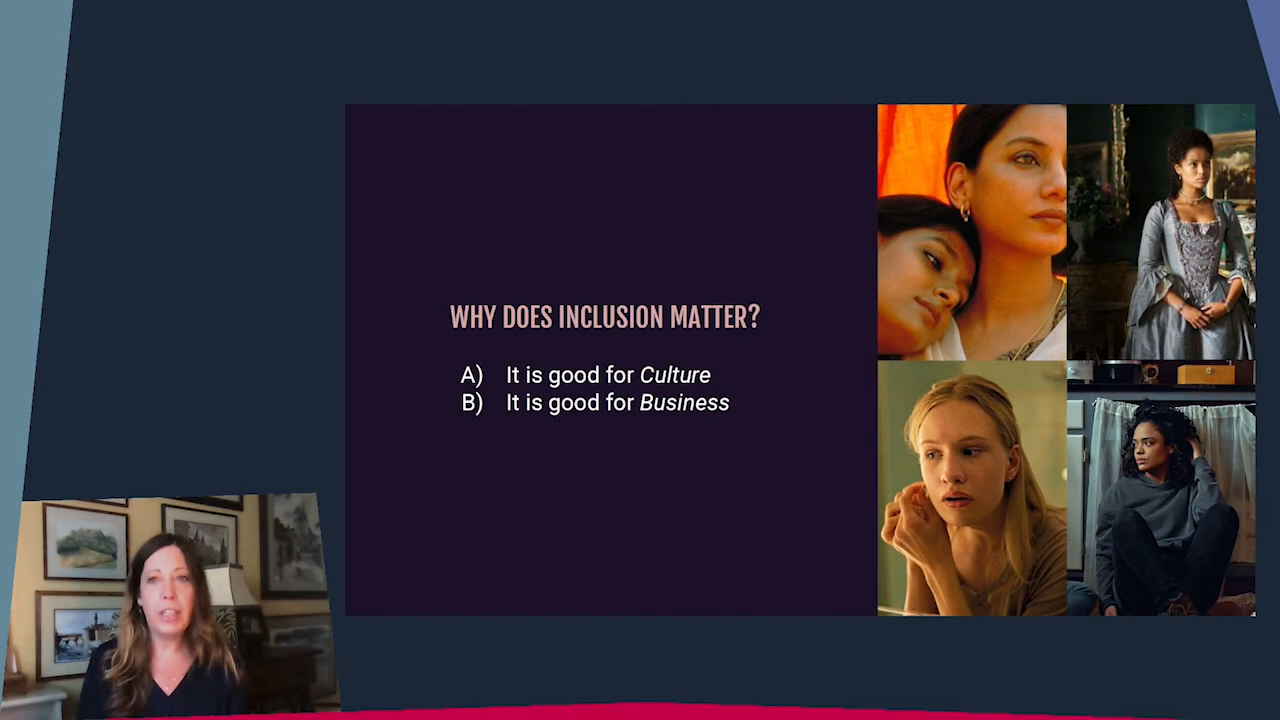 WHY DOES INCLUSION MATTER?
A) It is good for Culture
B) It is good for Business